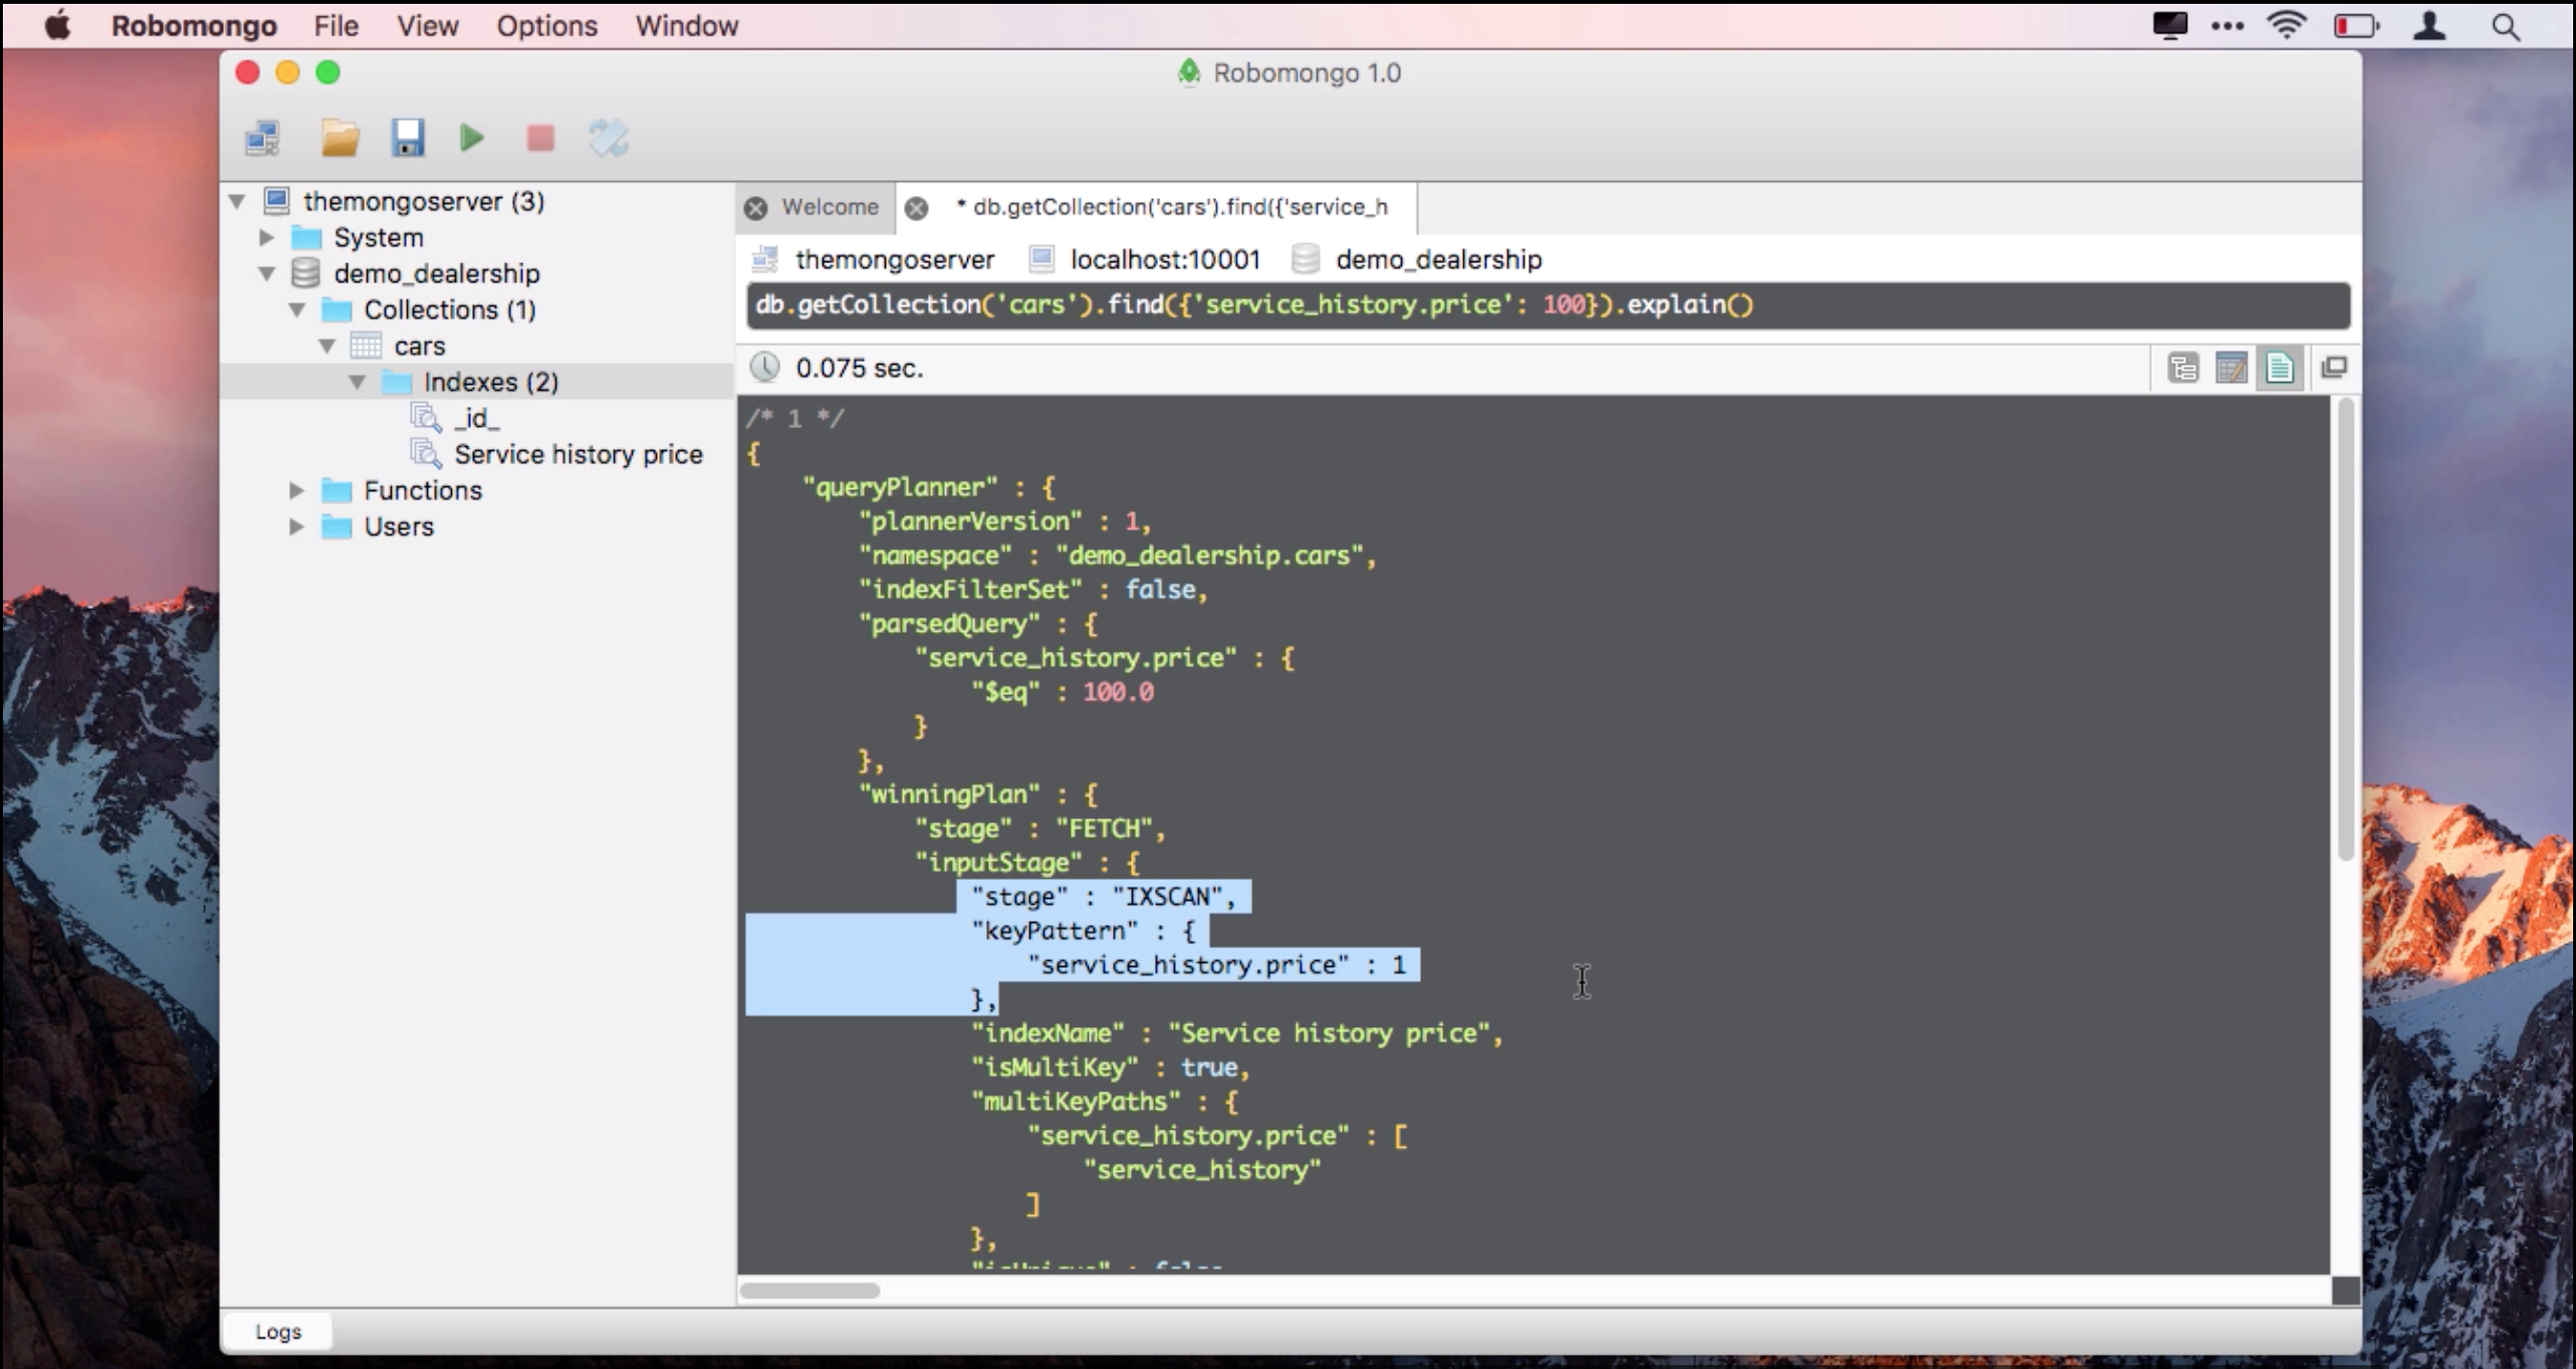 Robomongo File View Options Window
Robomongo 1.0
themongoserver (3)
System
demo_dealership
Collections (1)
cars
Indexes (2)
_id_
Service history price
Functions
Users
Welcome * db.getCollection('cars').find({'service_h
themongoserver localhost:10001 demo_dealership
db.getCollection('cars').find({'service_history.price': 100}).explain()
0.075 sec.
/* 1 */
{
"queryPlanner" : {
"plannerVersion" : 1,
"namespace" : "demo_dealership.cars",
"indexFilterSet" : false,
"parsedQuery" : {
"service_history.price" : {
"$eq" : 100.0
}
},
"winningPlan" : {
"stage" : "FETCH",
"inputStage" : {
"stage" : "IXSCAN",
"keyPattern" : {
"service_history.price" : 1
},
"indexName" : "Service history price",
"isMultiKey" : true,
"multiKeyPaths" : {
"service_history.price" : [
"service_history"
]
},
Logs